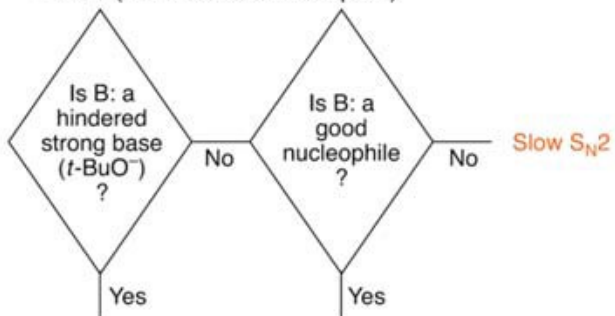 Is B: a
hindered
strong base
(t-BuO⁻)
?
No
Is B: a
good
nucleophile
?
No
Slow SN2
Yes
Yes